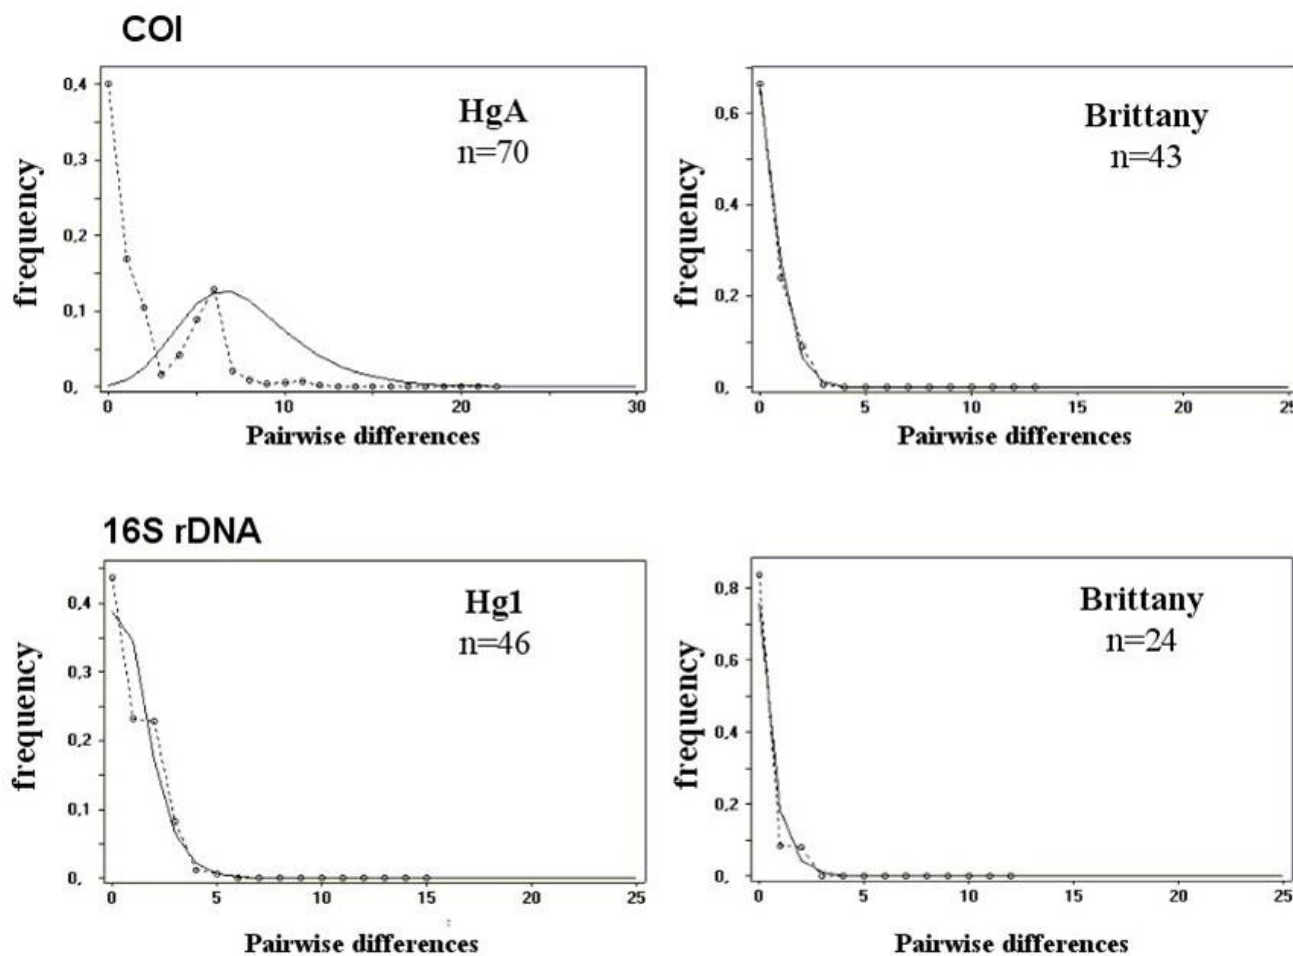 COI
HgA
n=70
frequency
0,4
0,3
0,2
0,1
0,
0 10 20 30
Pairwise differences
Brittany
n=43
frequency
0,6
0,4
0,2
0,
0 5 10 15 20 25
Pairwise differences
16S rDNA
Hg1
n=46
frequency
0,4
0,3
0,2
0,1
0,
0 5 10 15 20 25
Pairwise differences
Brittany
n=24
frequency
0,8
0,6
0,4
0,2
0,
0 5 10 15 20 25
Pairwise differences